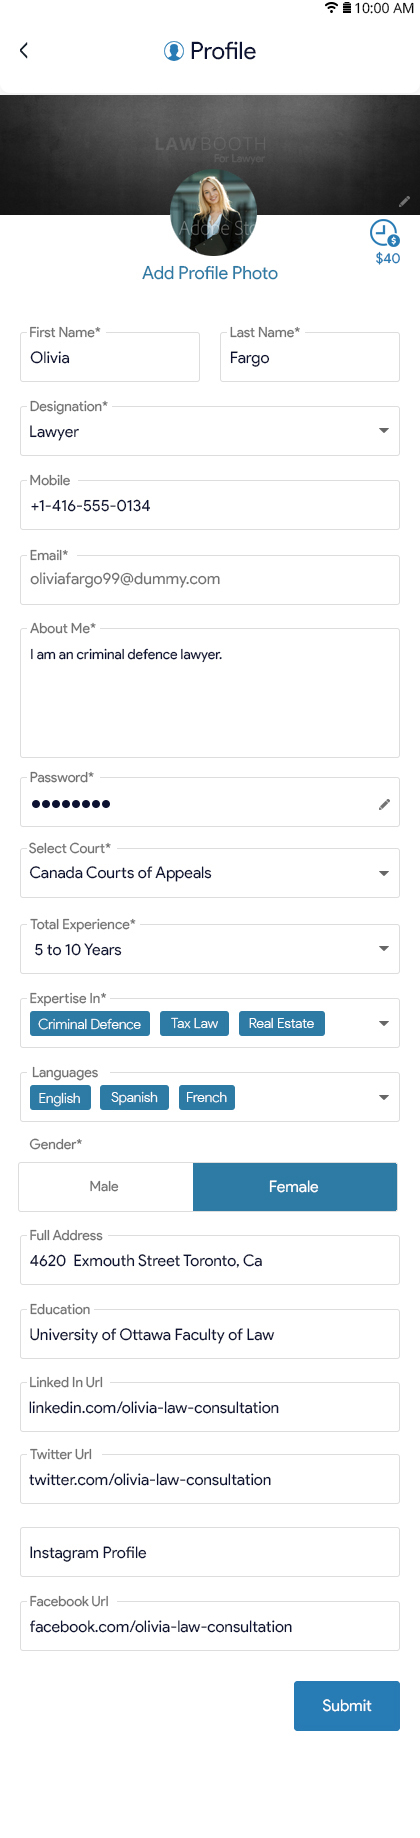 10:00 AM
Profile
LAWBOOTH
For Lawyer
Adobe Sto
$
$40
Add Profile Photo
First Name*
Last Name*
Olivia
Fargo
Designation*
Lawyer
Mobile
+1-416-555-0134
Email*
oliviafargo99@dummy.com
About Me*
I am an criminal defence lawyer.
Password*
Select Court*
Canada Courts of Appeals
Total Experience*
5 to 10 Years
Expertise In*
Criminal Defence Tax Law Real Estate
Languages
English Spanish French
Gender*
Male Female
Full Address
4620 Exmouth Street Toronto, Ca
Education
University of Ottawa Faculty of Law
Linked In Url
linkedin.com/olivia-law-consultation
Twitter Url
twitter.com/olivia-law-consultation
Instagram Profile
Facebook Url
facebook.com/olivia-law-consultation
Submit